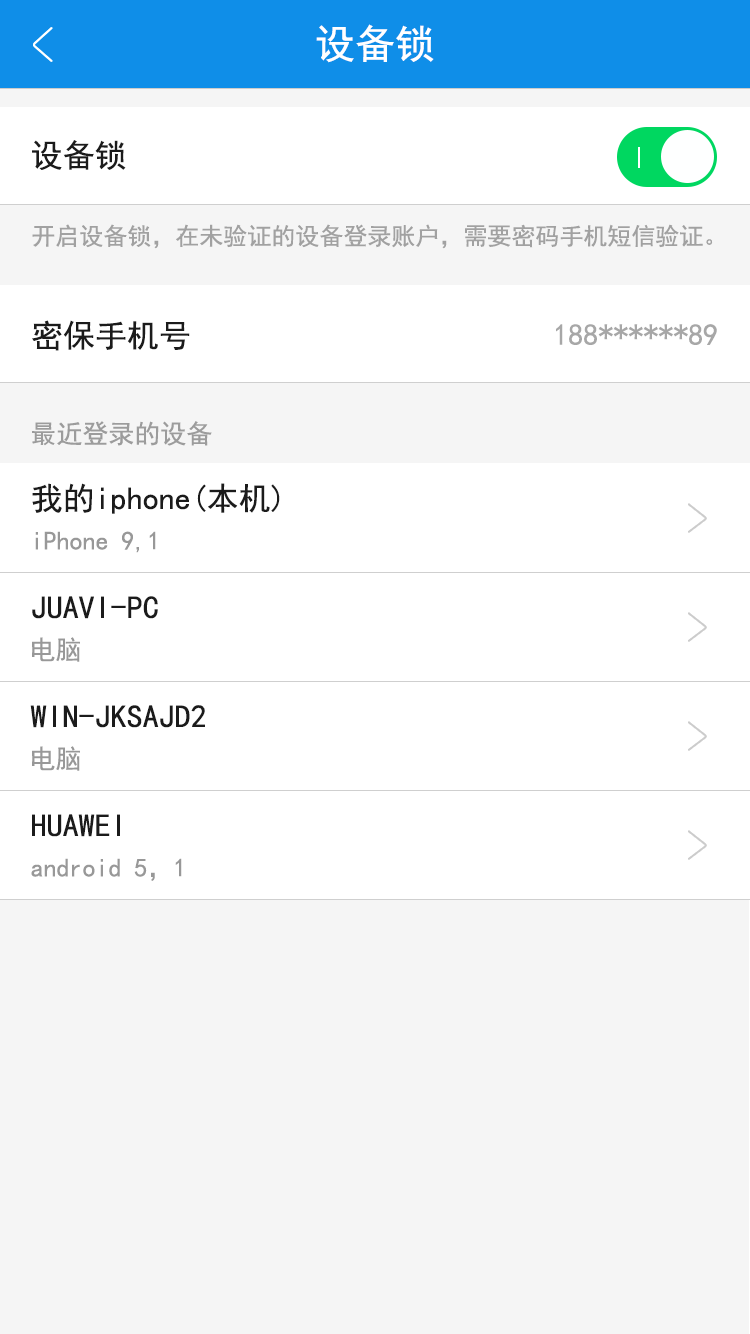 设备锁
设备锁
开启设备锁，在未验证的设备登录账户，需要密码手机短信验证。
密保手机号 188******89
最近登录的设备
我的iphone(本机)
iPhone 9,1
JUAVI-PC
电脑
WIN-JKSAJD2
电脑
HUAWEI
android 5，1